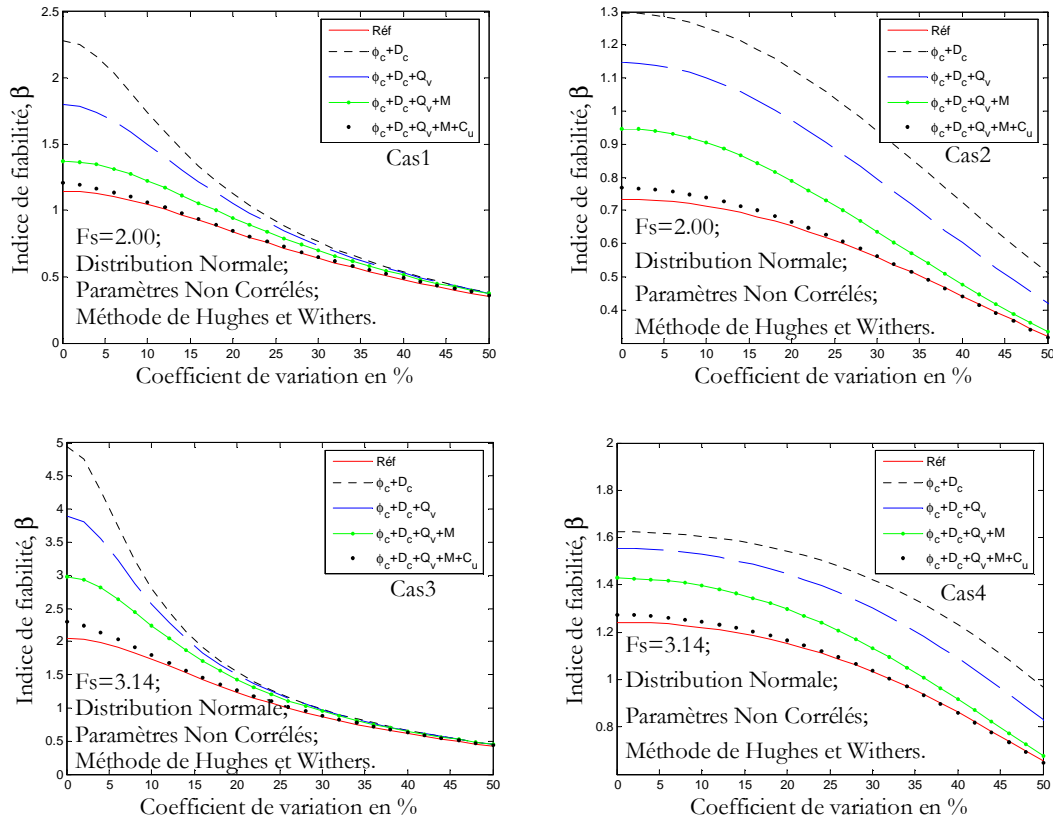 Indice de fiabilité, β
2.5
2
1.5
1
0.5
0
Réf
ϕc+Dc
ϕc+Dc+Qv
ϕc+Dc+Qv+M
ϕc+Dc+Qv+M+Cu
Cas1
Fs=2.00;
Distribution Normale;
Paramètres Non Corrélés;
Méthode de Hughes et Withers.
0 5 10 15 20 25 30 35 40 45 50
Coefficient de variation en %
Indice de fiabilité, β
1.3
1.2
1.1
1
0.9
0.8
0.7
0.6
0.5
0.4
Réf
ϕc+Dc
ϕc+Dc+Qv
ϕc+Dc+Qv+M
ϕc+Dc+Qv+M+Cu
Cas2
Fs=2.00;
Distribution Normale;
Paramètres Non Corrélés;
Méthode de Hughes et Withers.
0 5 10 15 20 25 30 35 40 45 50
Coefficient de variation en %
Indice de fiabilité, β
5
4.5
4
3.5
3
2.5
2
1.5
1
0.5
0
Réf
ϕc+Dc
ϕc+Dc+Qv
ϕc+Dc+Qv+M
ϕc+Dc+Qv+M+Cu
Cas3
Fs=3.14;
Distribution Normale;
Paramètres Non Corrélés;
Méthode de Hughes et Withers.
0 5 10 15 20 25 30 35 40 45 50
Coefficient de variation en %
Indice de fiabilité, β
2
1.8
1.6
1.4
1.2
1
0.8
Réf
ϕc+Dc
ϕc+Dc+Qv
ϕc+Dc+Qv+M
ϕc+Dc+Qv+M+Cu
Cas4
Fs=3.14;
Distribution Normale;
Paramètres Non Corrélés;
Méthode de Hughes et Withers.
0 5 10 15 20 25 30 35 40 45 50
Coefficient de variation en %